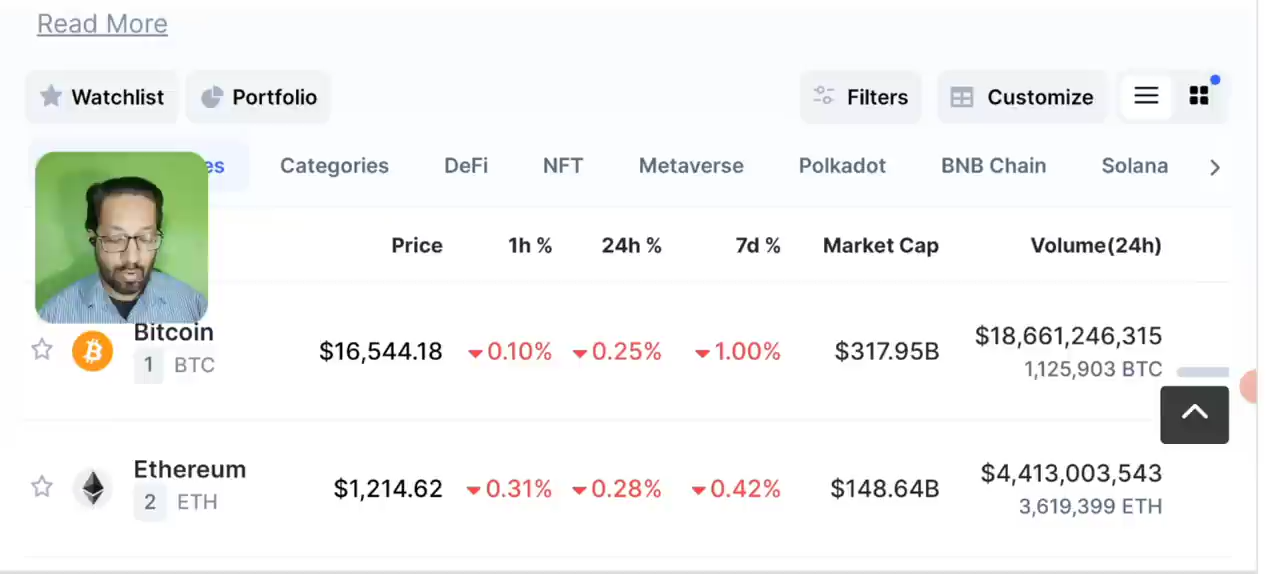 Read More
Watchlist
Portfolio
Filters
Customize
es
Categories
DeFi
NFT
Metaverse
Polkadot
BNB Chain
Solana
Price
1h %
24h %
7d %
Market Cap
Volume(24h)
Bitcoin
1 BTC
$16,544.18
0.10%
0.25%
1.00%
$317.95B
$18,661,246,315
1,125,903 BTC
Ethereum
2 ETH
$1,214.62
0.31%
0.28%
0.42%
$148.64B
$4,413,003,543
3,619,399 ETH